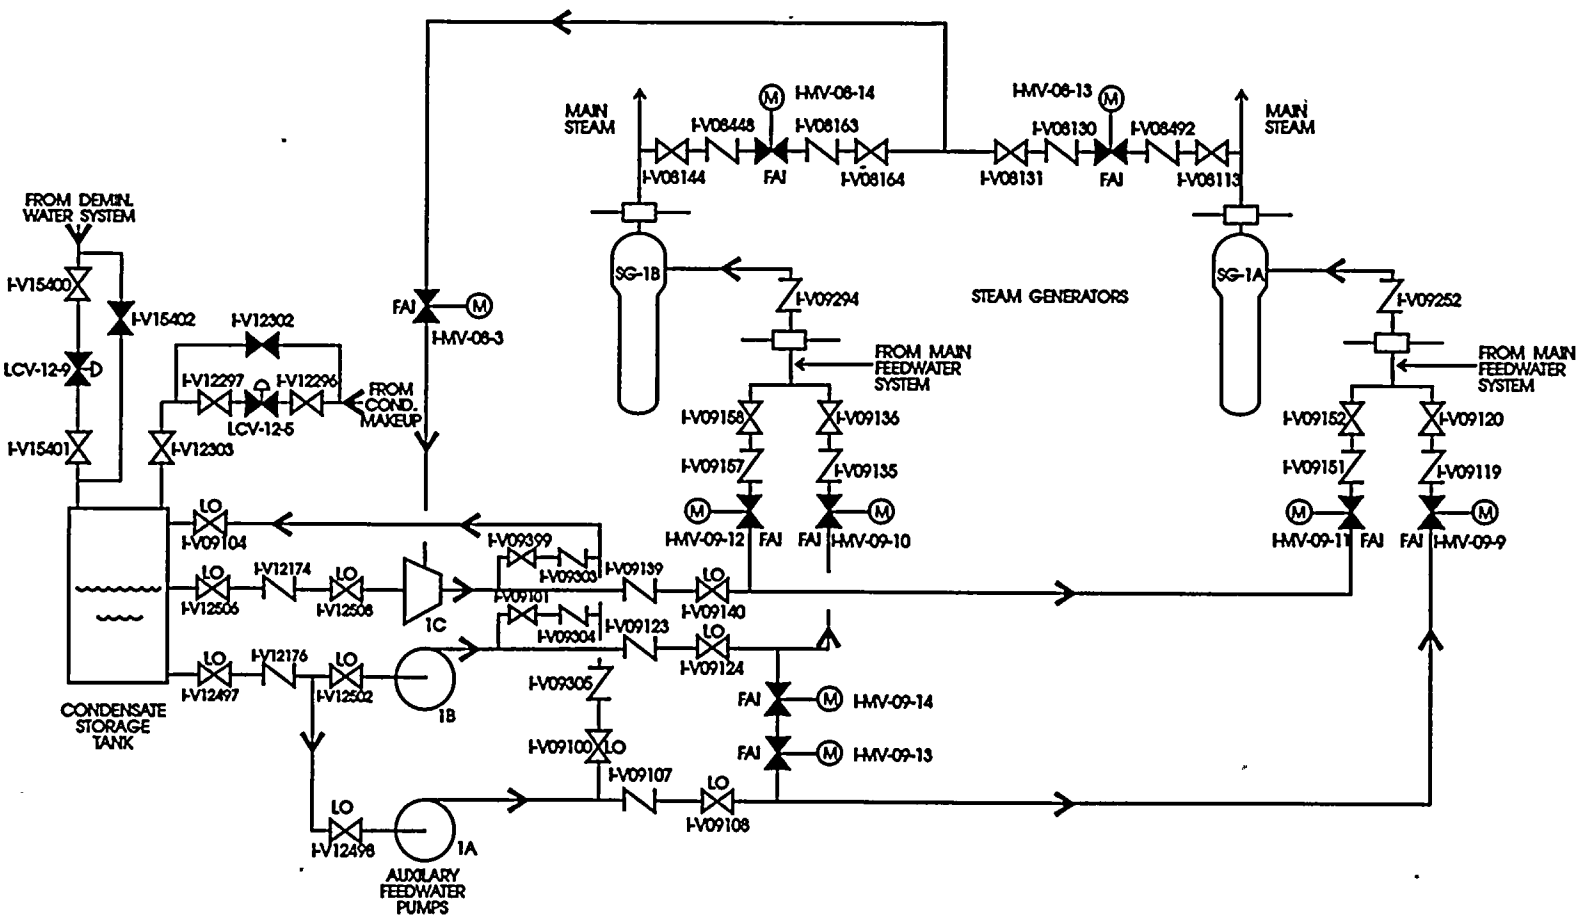 I-MV-08-14
I-MV-08-13
MAIN
STEAM
I-V08448
I-V08163
I-V08130
I-V08492
MAIN
STEAM
I-V08144
FAI
I-V08164
I-V08131
FAI
I-V08113
M
M
FROM DEMIN.
WATER SYSTEM
I-V15400
I-V15402
I-V12302
FAI
M
I-MV-08-3
SG-1B
SG-1A
STEAM GENERATORS
I-V09294
I-V09252
LCV-12-9
I-V12297
I-V12296
FROM
COND.
MAKEUP
LCV-12-5
FROM MAIN
FEEDWATER
SYSTEM
FROM MAIN
FEEDWATER
SYSTEM
I-V15401
I-V12303
I-V09158
I-V09136
I-V09152
I-V09120
I-V09157
I-V09135
I-V09151
I-V09119
LO
I-V09104
M
M
M
M
I-MV-09-12
FAI
FAI
I-MV-09-10
I-MV-09-11
FAI
FAI
I-MV-09-9
I-V09399
I-V09303
LO
I-V12506
I-V12174
LO
I-V12508
1C
I-V09139
LO
I-V09140
I-V09101
I-V09304
I-V09123
LO
I-V09124
LO
I-V12497
I-V12176
LO
I-V12502
1B
I-V09305
FAI
M
I-MV-09-14
CONDENSATE
STORAGE
TANK
I-V09100
LO
FAI
M
I-MV-09-13
I-V09107
LO
I-V09108
LO
I-V12498
1A
AUXILARY
FEEDWATER
PUMPS